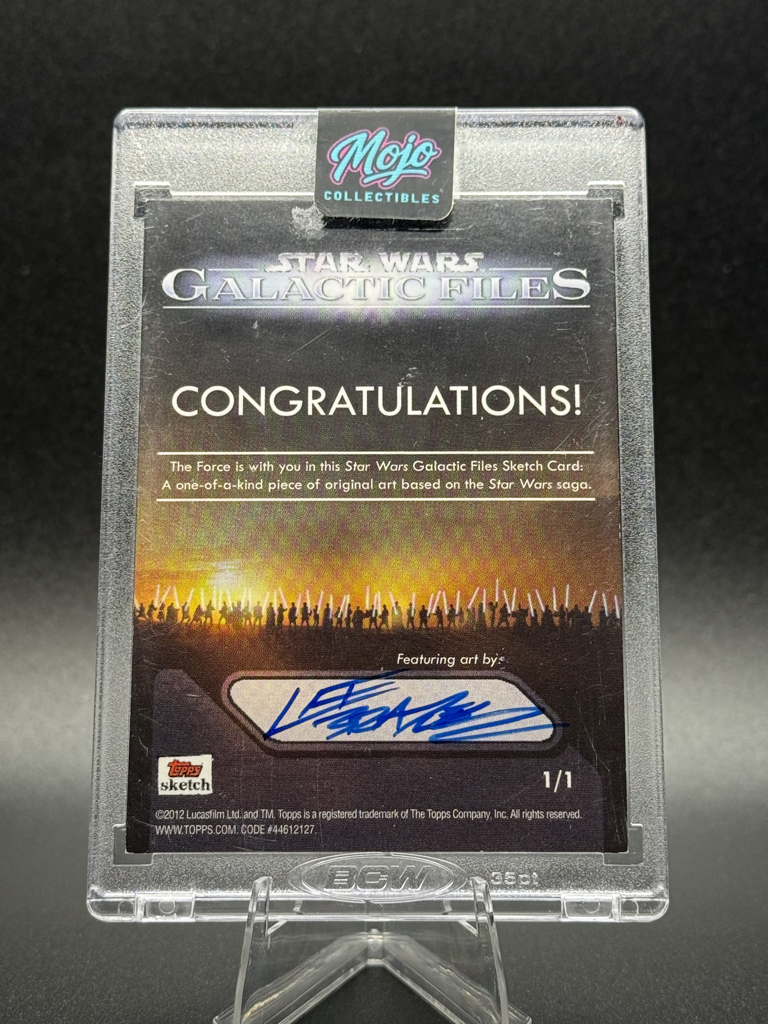 Mojo
COLLECTIBLES
STAR WARS
GALACTIC FILES
CONGRATULATIONS!
The Force is with you in this Star Wars Galactic Files Sketch Card:
A one-of-a-kind piece of original art based on the Star Wars saga.
Featuring art by:
1/1
topps
sketch
©2012 Lucasfilm Ltd. and TM. Topps is a registered trademark of The Topps Company, Inc. All rights reserved.
WWW.TOPPS.COM. CODE #44612127.
BCW 35pt